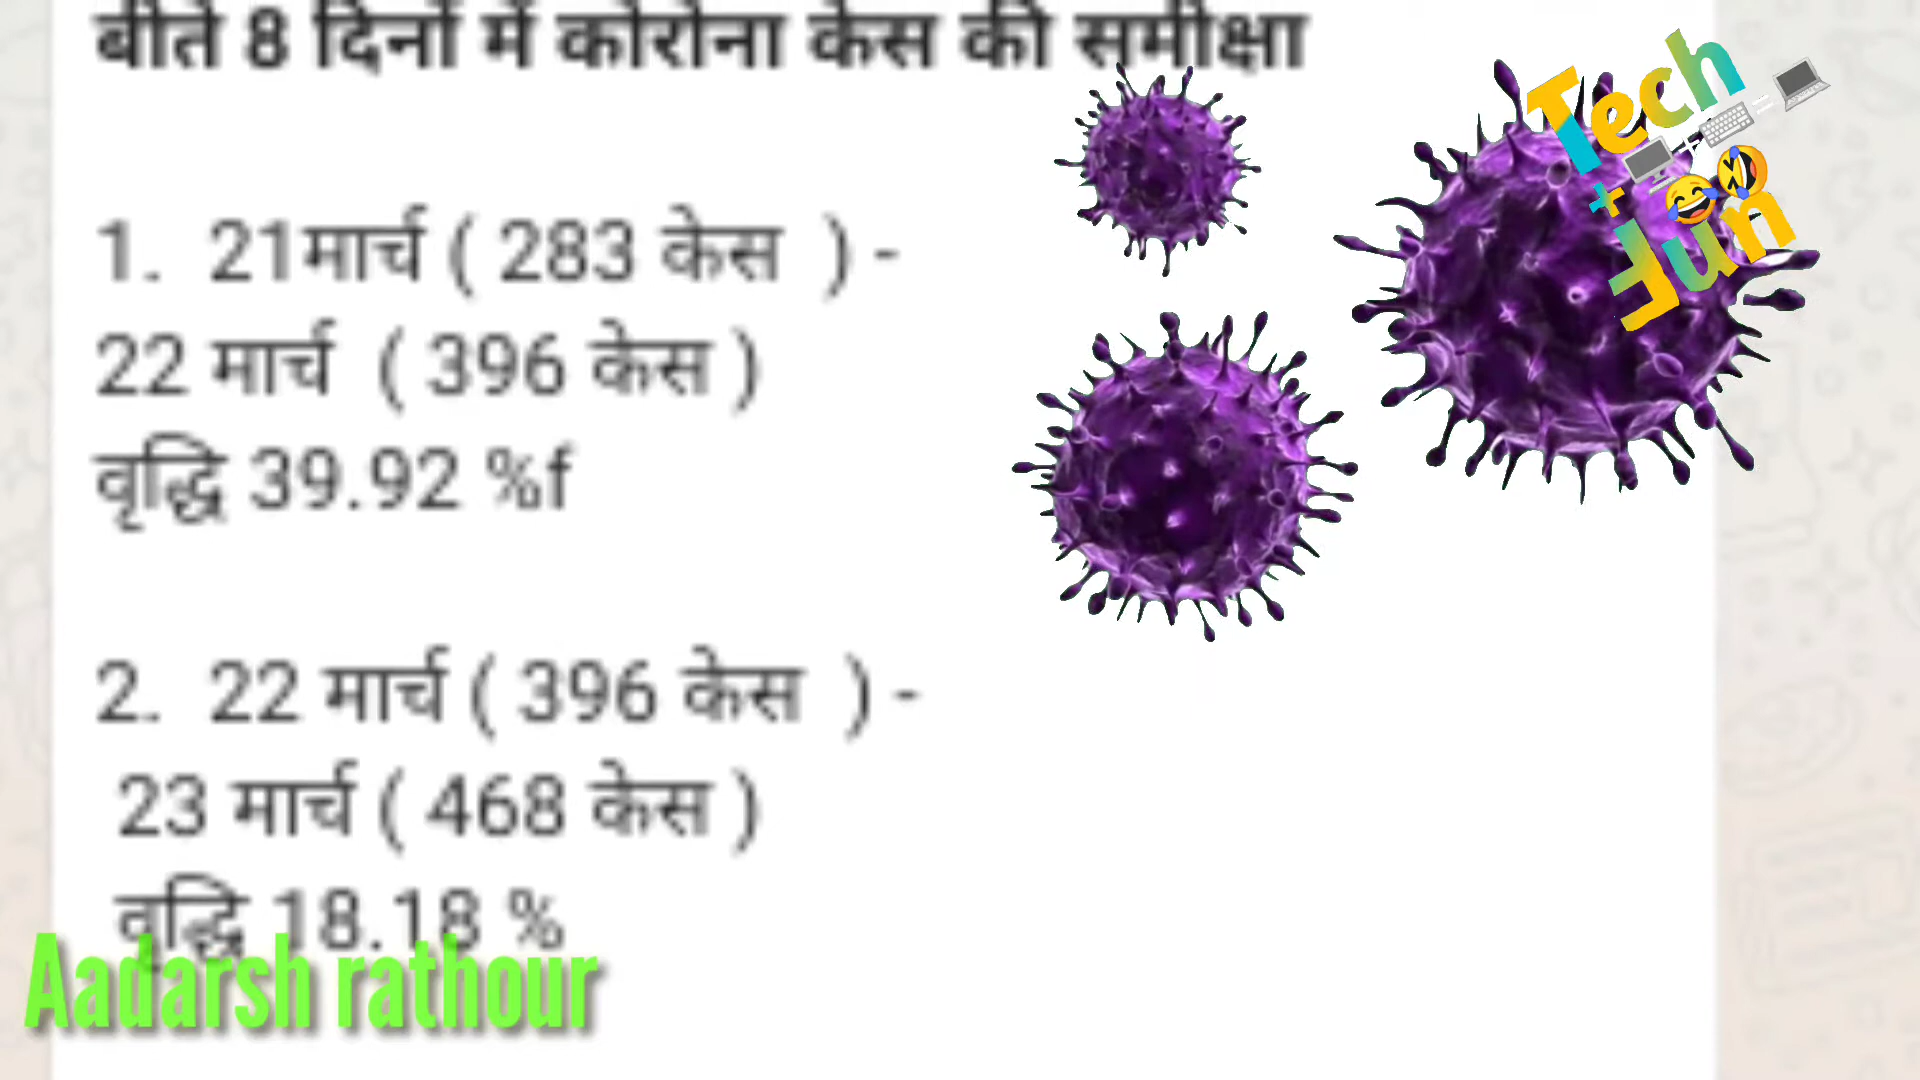 बीते 8 दिनों में कोरोना केस की समीक्षा
1. 21मार्च ( 283 केस ) -
22 मार्च ( 396 केस )
वृद्धि 39.92 %f
2. 22 मार्च ( 396 केस ) -
23 मार्च ( 468 केस )
वृद्धि 18.18 %
Aadarsh rathour
Tech
+
Fun